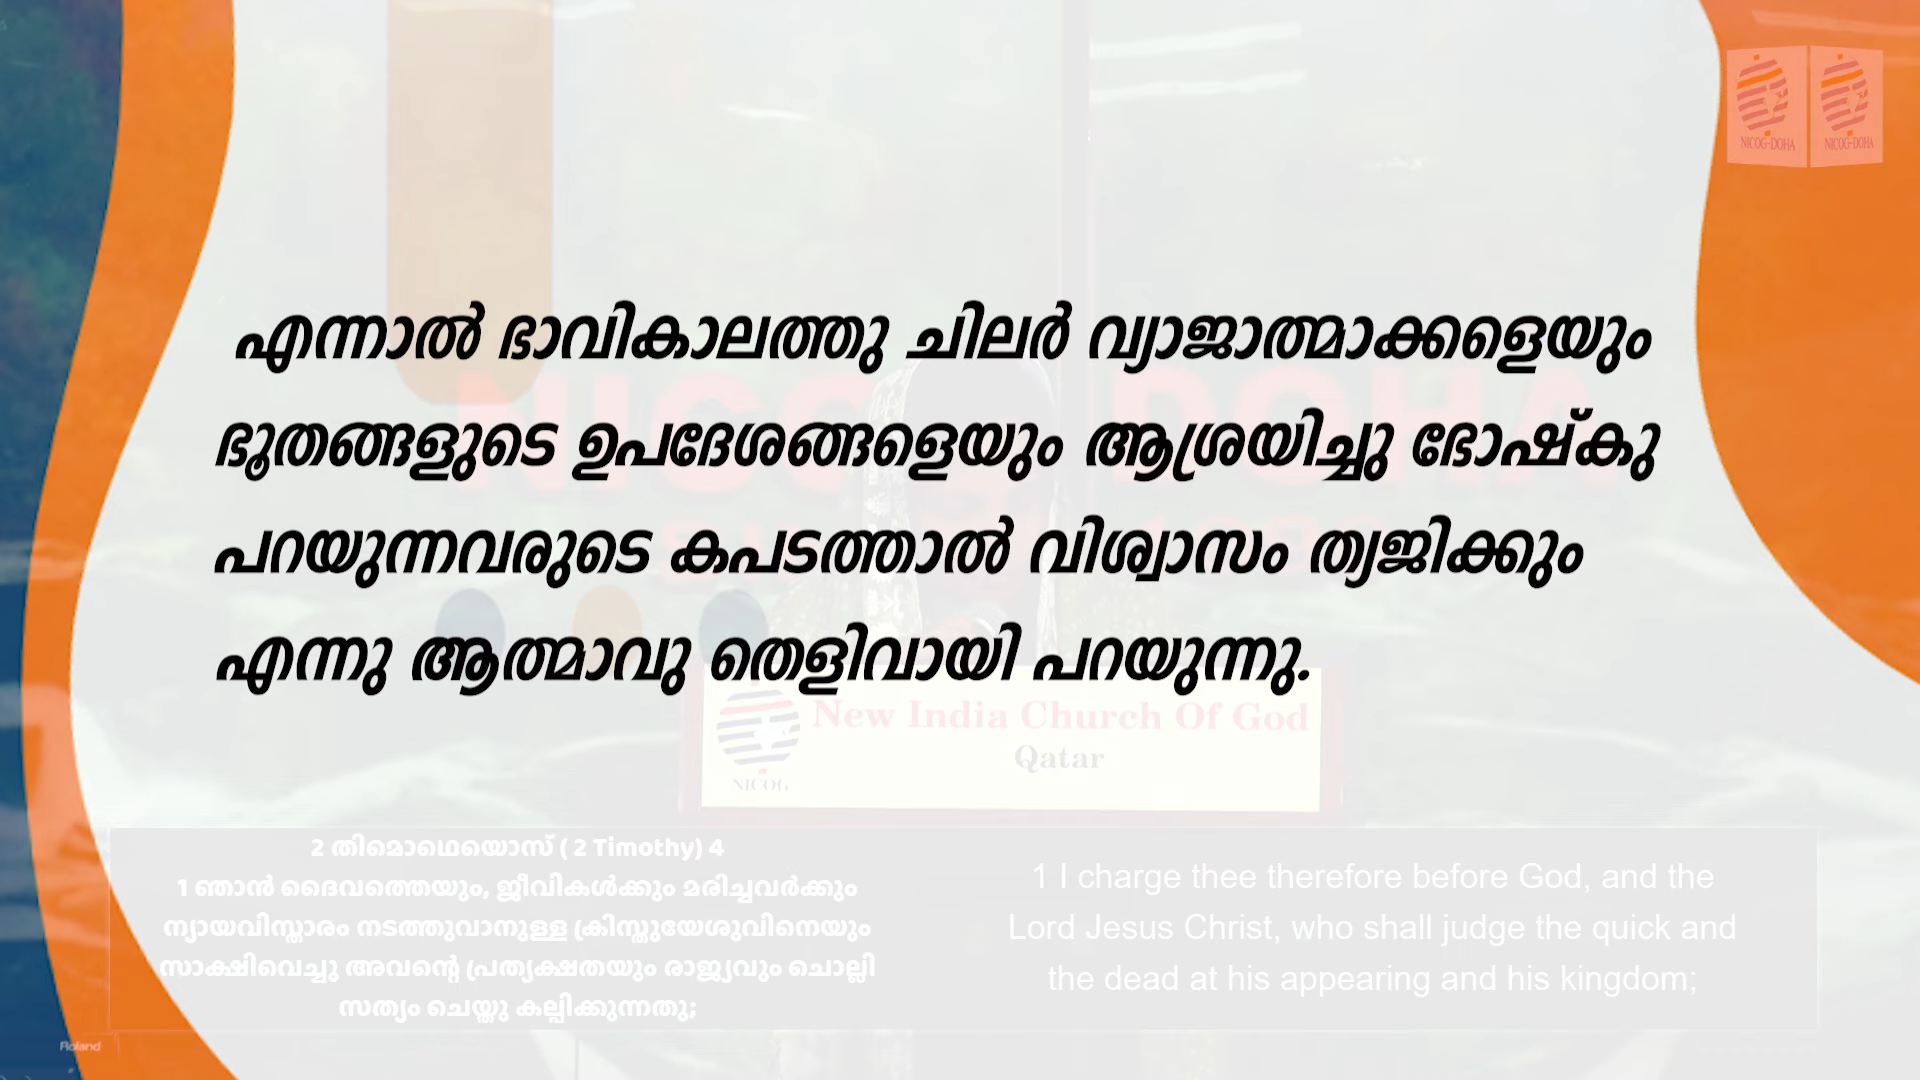 NICOG-DOHA NICOG-DOHA
എന്നാൽ ഭാവികാലത്തു ചിലർ വ്യാജാത്മാക്കളെയും
ഭൂതങ്ങളുടെ ഉപദേശങ്ങളെയും ആശ്രയിച്ചു ഭോഷ്കു
പറയുന്നവരുടെ കപടത്താൽ വിശ്വാസം ത്യജിക്കും
എന്നു ആത്മാവു തെളിവായി പറയുന്നു.
NICOG DOHA
New India Church Of God
Qatar
NICOG
2 തിമൊഥെയൊസ് ( 2 Timothy) 4
1 ഞാൻ ദൈവത്തെയും, ജീവികൾക്കും മരിച്ചവർക്കും
ന്യായവിസ്താരം നടത്തുവാനുള്ള ക്രിസ്തുയേശുവിനെയും
സാക്ഷിവെച്ചു അവന്റെ പ്രത്യക്ഷതയും രാജ്യവും ചൊല്ലി
സത്യം ചെയ്തു കല്പിക്കുന്നതു;
1 I charge thee therefore before God, and the
Lord Jesus Christ, who shall judge the quick and
the dead at his appearing and his kingdom;
Roland